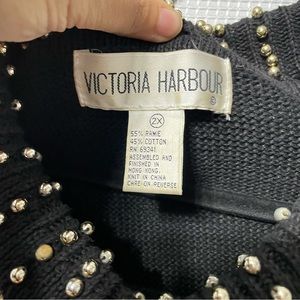 VICTORIA HARBOUR
©
2X
55% RAMIE
45% COTTON
RN 69241
ASSEMBLED AND
FINISHED IN
HONG KONG.
KNIT IN CHINA
CARE-ON REVERSE